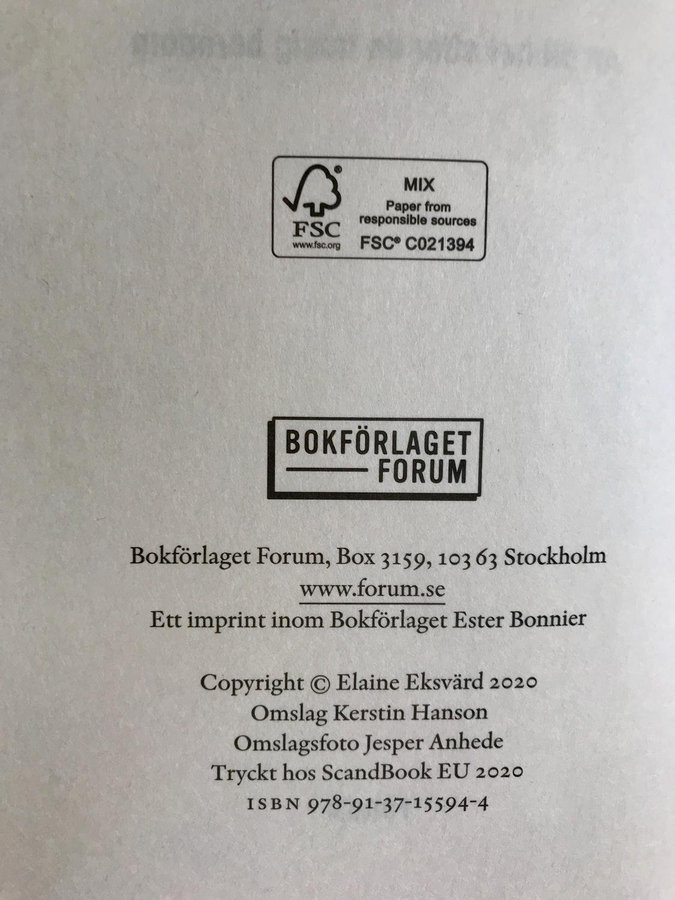 FSC®
www.fsc.org
MIX
Paper from
responsible sources
FSC® C021394
BOKFÖRLAGET
FORUM
Bokförlaget Forum, Box 3159, 103 63 Stockholm
www.forum.se
Ett imprint inom Bokförlaget Ester Bonnier
Copyright © Elaine Eksvärd 2020
Omslag Kerstin Hanson
Omslagsfoto Jesper Anhede
Tryckt hos ScandBook EU 2020
ISBN 978-91-37-15594-4